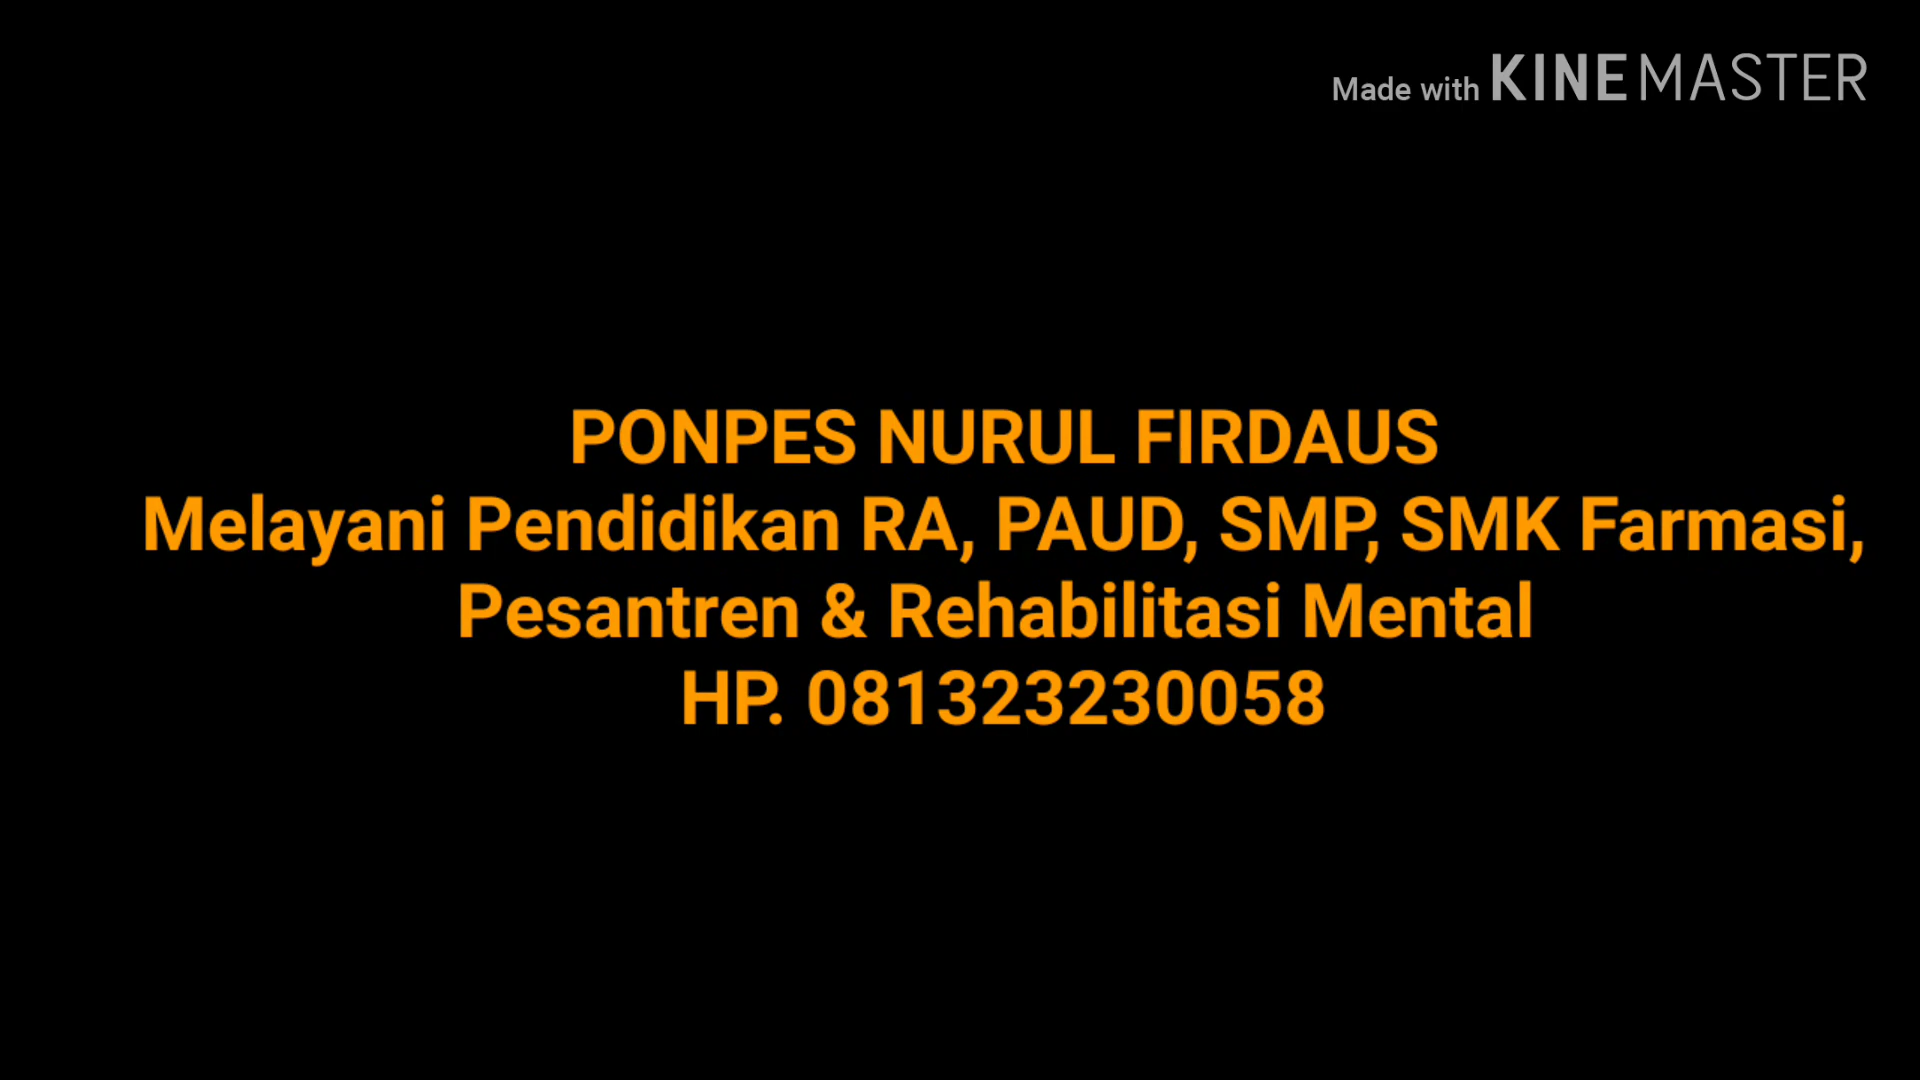 Made with KINEMASTER
PONPES NURUL FIRDAUS
Melayani Pendidikan RA, PAUD, SMP, SMK Farmasi,
Pesantren & Rehabilitasi Mental
HP. 081323230058